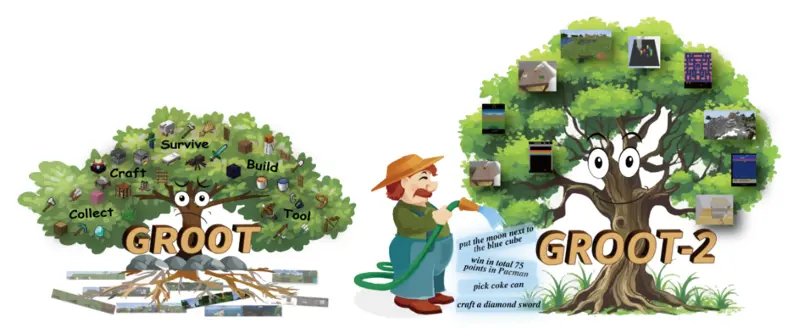 Survive
Craft
Build
Collect
Tool
GROOT
put the moon next to
the blue cube
win in total 75
points in Pacman
pick coke can
craft a diamond sword
GROOT-2